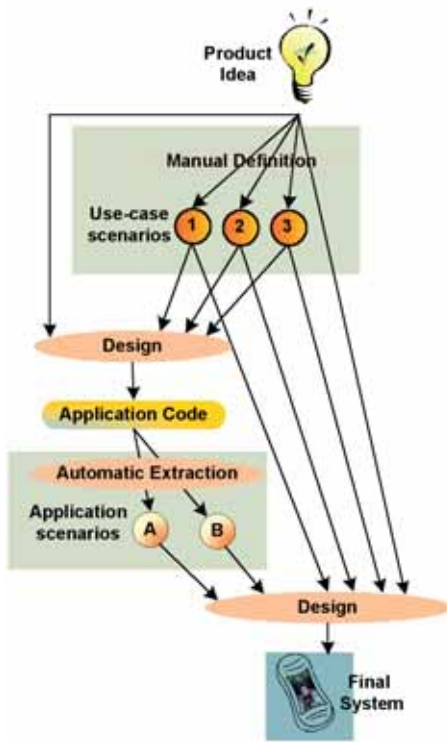 Product
Idea
Manual Definition
Use-case
scenarios
1
2
3
Design
Application Code
Automatic Extraction
Application
scenarios
A
B
Design
Final
System